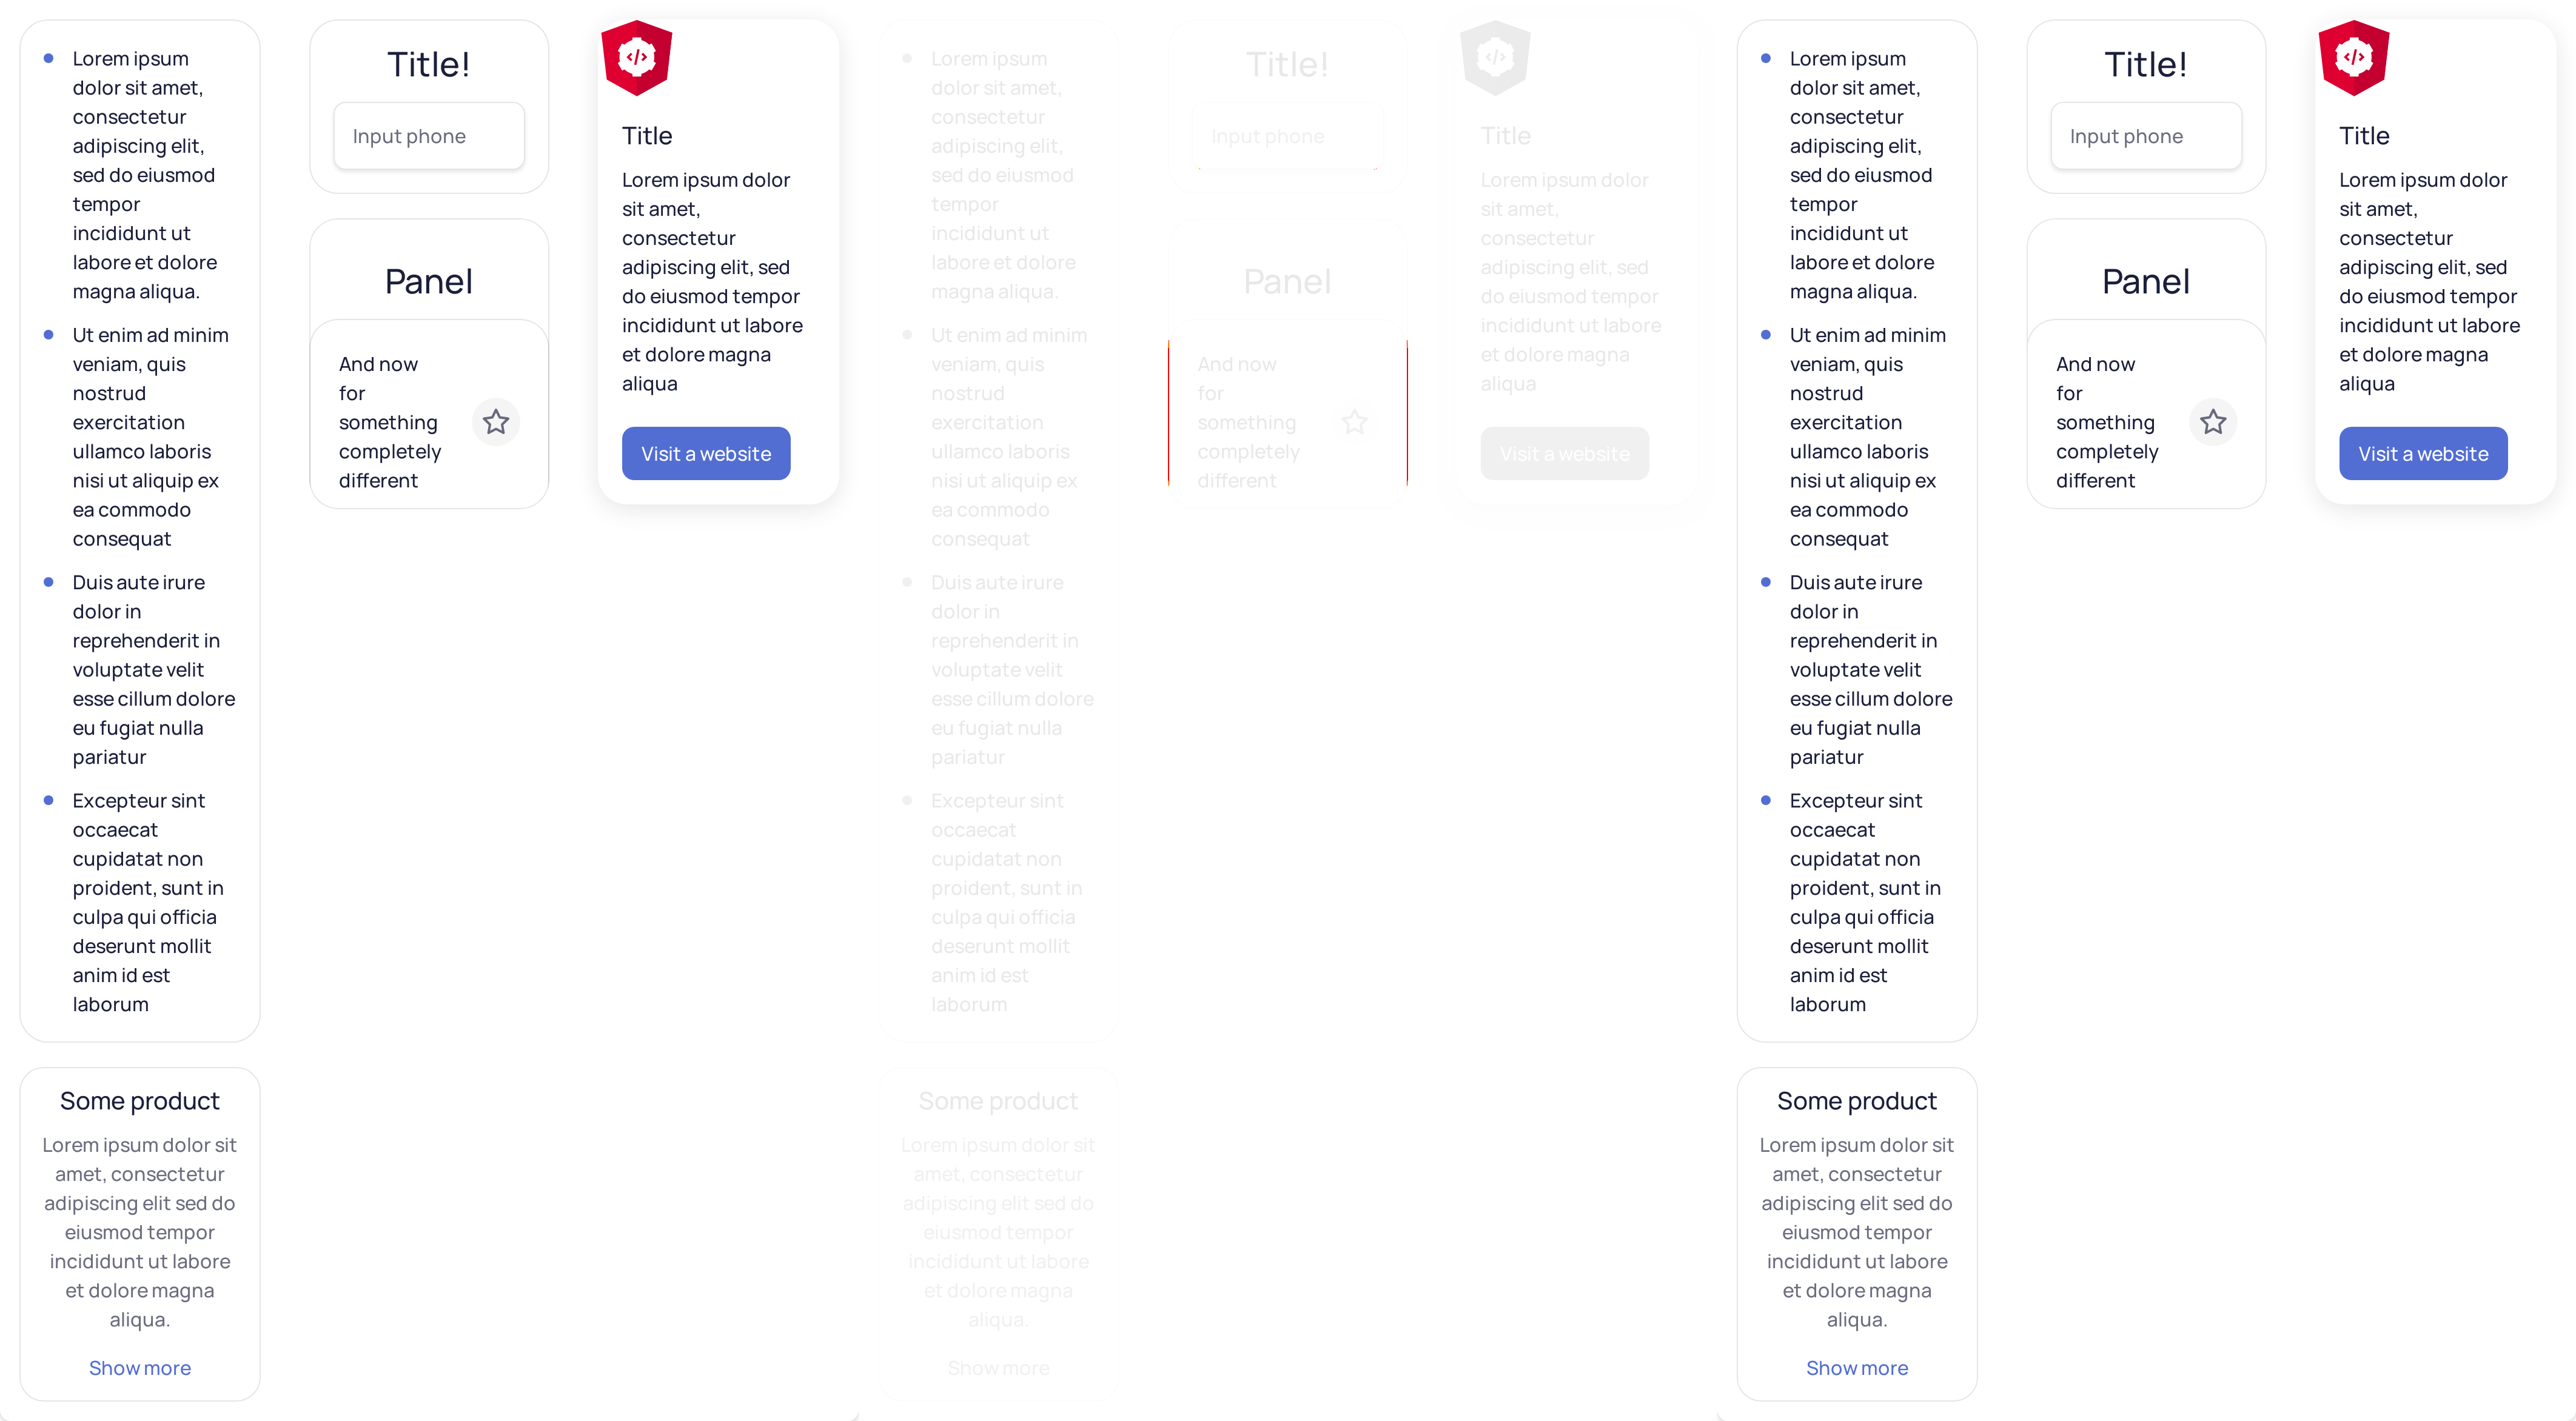 Lorem ipsum
dolor sit amet,
consectetur
adipiscing elit,
sed do eiusmod
tempor
incididunt ut
labore et dolore
magna aliqua.
Ut enim ad minim
veniam, quis
nostrud
exercitation
ullamco laboris
nisi ut aliquip ex
ea commodo
consequat
Duis aute irure
dolor in
reprehenderit in
voluptate velit
esse cillum dolore
eu fugiat nulla
pariatur
Excepteur sint
occaecat
cupidatat non
proident, sunt in
culpa qui officia
deserunt mollit
anim id est
laborum
Some product
Lorem ipsum dolor sit
amet, consectetur
adipiscing elit sed do
eiusmod tempor
incididunt ut labore
et dolore magna
aliqua.
Show more
Title!
Input phone
Panel
And now
for
something
completely
different
</>
Title
Lorem ipsum dolor
sit amet,
consectetur
adipiscing elit, sed
do eiusmod tempor
incididunt ut labore
et dolore magna
aliqua
Visit a website
Lorem ipsum
dolor sit amet,
consectetur
adipiscing elit,
sed do eiusmod
tempor
incididunt ut
labore et dolore
magna aliqua.
Ut enim ad minim
veniam, quis
nostrud
exercitation
ullamco laboris
nisi ut aliquip ex
ea commodo
consequat
Duis aute irure
dolor in
reprehenderit in
voluptate velit
esse cillum dolore
eu fugiat nulla
pariatur
Excepteur sint
occaecat
cupidatat non
proident, sunt in
culpa qui officia
deserunt mollit
anim id est
laborum
Some product
Lorem ipsum dolor sit
amet, consectetur
adipiscing elit sed do
eiusmod tempor
incididunt ut labore
et dolore magna
aliqua.
Show more
Title!
Input phone
Panel
And now
for
something
completely
different
</>
Title
Lorem ipsum dolor
sit amet,
consectetur
adipiscing elit, sed
do eiusmod tempor
incididunt ut labore
et dolore magna
aliqua
Visit a website
Lorem ipsum
dolor sit amet,
consectetur
adipiscing elit,
sed do eiusmod
tempor
incididunt ut
labore et dolore
magna aliqua.
Ut enim ad minim
veniam, quis
nostrud
exercitation
ullamco laboris
nisi ut aliquip ex
ea commodo
consequat
Duis aute irure
dolor in
reprehenderit in
voluptate velit
esse cillum dolore
eu fugiat nulla
pariatur
Excepteur sint
occaecat
cupidatat non
proident, sunt in
culpa qui officia
deserunt mollit
anim id est
laborum
Some product
Lorem ipsum dolor sit
amet, consectetur
adipiscing elit sed do
eiusmod tempor
incididunt ut labore
et dolore magna
aliqua.
Show more
Title!
Input phone
Panel
And now
for
something
completely
different
</>
Title
Lorem ipsum dolor
sit amet,
consectetur
adipiscing elit, sed
do eiusmod tempor
incididunt ut labore
et dolore magna
aliqua
Visit a website